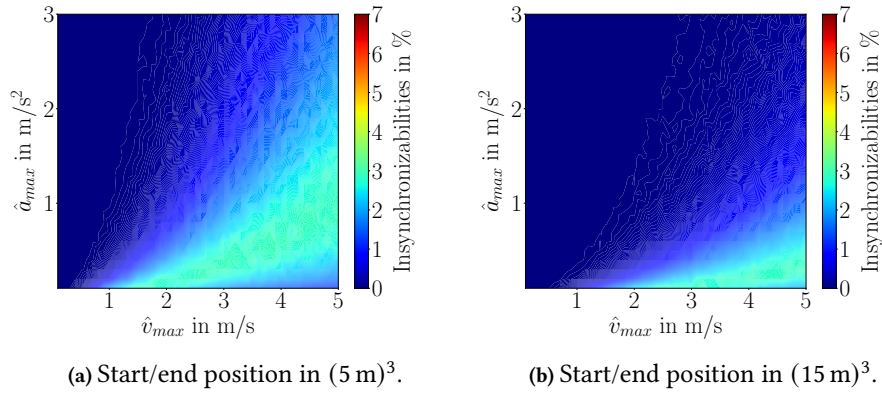 3
2
1
â_max in m/s²
1 2 3 4 5
v̂_max in m/s
7
6
5
4
3
2
1
0
Insynchronizabilities in %
(a) Start/end position in (5 m)³.
3
2
1
â_max in m/s²
1 2 3 4 5
v̂_max in m/s
7
6
5
4
3
2
1
0
Insynchronizabilities in %
(b) Start/end position in (15 m)³.